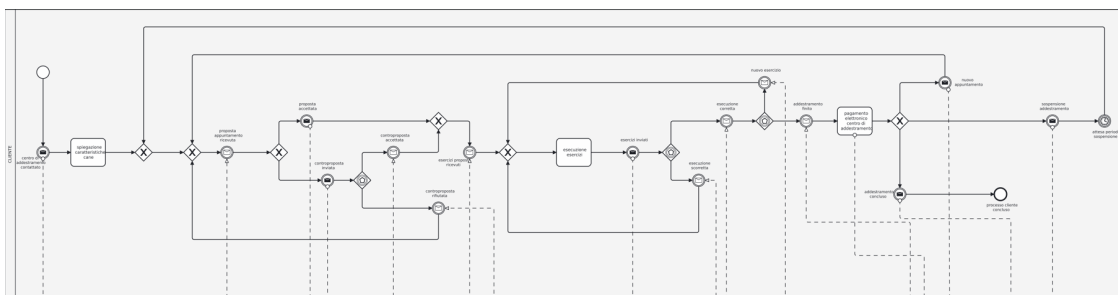 CLIENTE
centro di
addestramento
contattato
spiegazione
caratteristiche
cane
proposta
appuntamento
ricevuta
proposta
accettata
controproposta
inviata
controproposta
accettata
controproposta
rifiutata
esercizi proposti
ricevuti
esecuzione
esercizi
esercizi inviati
esecuzione
corretta
esecuzione
scorretta
nuovo esercizio
addestramento
finito
pagamento
elettronico
centro di
addestramento
nuovo
appuntamento
addestramento
concluso
processo cliente
concluso
sospensione
addestramento
attesa periodo
sospensione